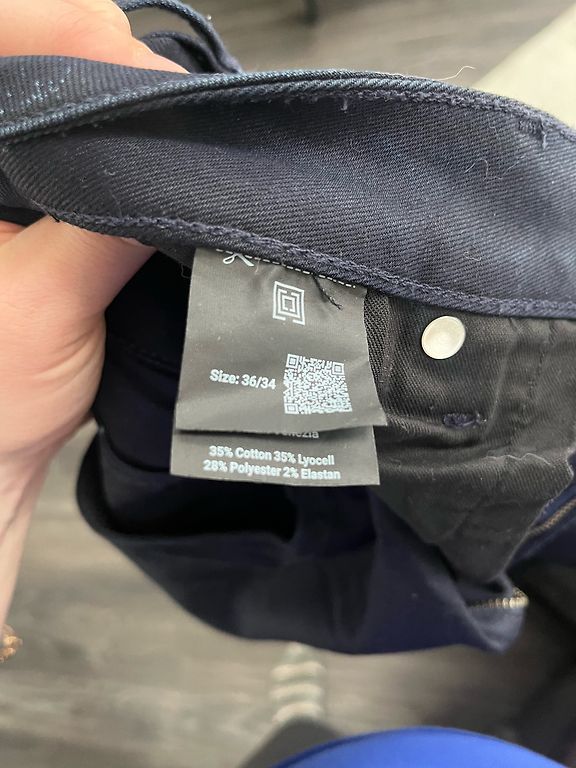 Size: 36/34
35% Cotton 35% Lyocell
28% Polyester 2% Elastan